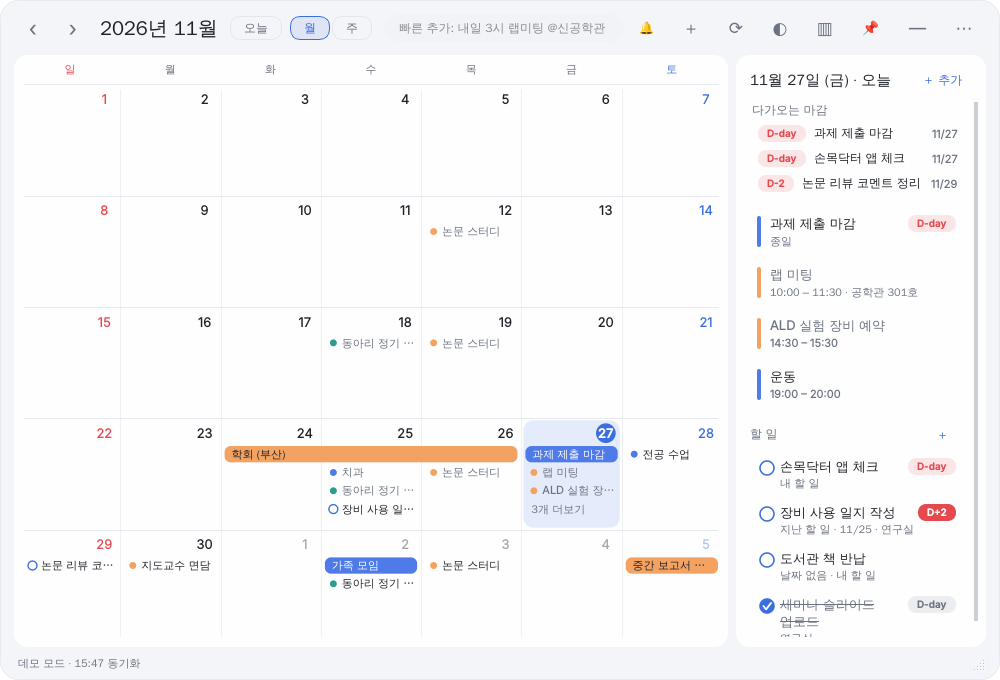 2026년 11월
오늘
월
주
빠른 추가: 내일 3시 랩미팅 @신공학관
일 월 화 수 목 금 토
1 2 3 4 5 6 7
8 9 10 11 12 13 14
논문 스터디
15 16 17 18 19 20 21
동아리 정기 ⋯
논문 스터디
22 23 24 25 26 27 28
학회 (부산)
과제 제출 마감
전공 수업
치과
논문 스터디
랩 미팅
동아리 정기 ⋯
ALD 실험 장⋯
장비 사용 일⋯
3개 더보기
29 30 1 2 3 4 5
논문 리뷰 코⋯
지도교수 면담
가족 모임
논문 스터디
중간 보고서 ⋯
동아리 정기 ⋯
11월 27일 (금) · 오늘
+ 추가
다가오는 마감
D-day 과제 제출 마감 11/27
D-day 손목닥터 앱 체크 11/27
D-2 논문 리뷰 코멘트 정리 11/29
과제 제출 마감 D-day
종일
랩 미팅
10:00 – 11:30 · 공학관 301호
ALD 실험 장비 예약
14:30 – 15:30
운동
19:00 – 20:00
할 일 +
손목닥터 앱 체크 D-day
내 할 일
장비 사용 일지 작성 D+2
지난 할 일 · 11/25 · 연구실
도서관 책 반납
날짜 없음 · 내 할 일
세미나 슬라이드 D-day
업로드
데모 모드 · 15:47 동기화